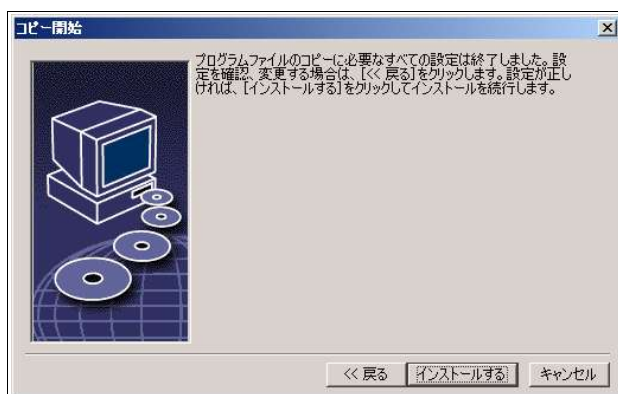 コピー開始
プログラムファイルのコピーに必要なすべての設定は終了しました。設
定を確認、変更する場合は、[<< 戻る]をクリックします。設定が正し
ければ、[インストールする]をクリックしてインストールを続行します。
<< 戻る
インストールする
キャンセル